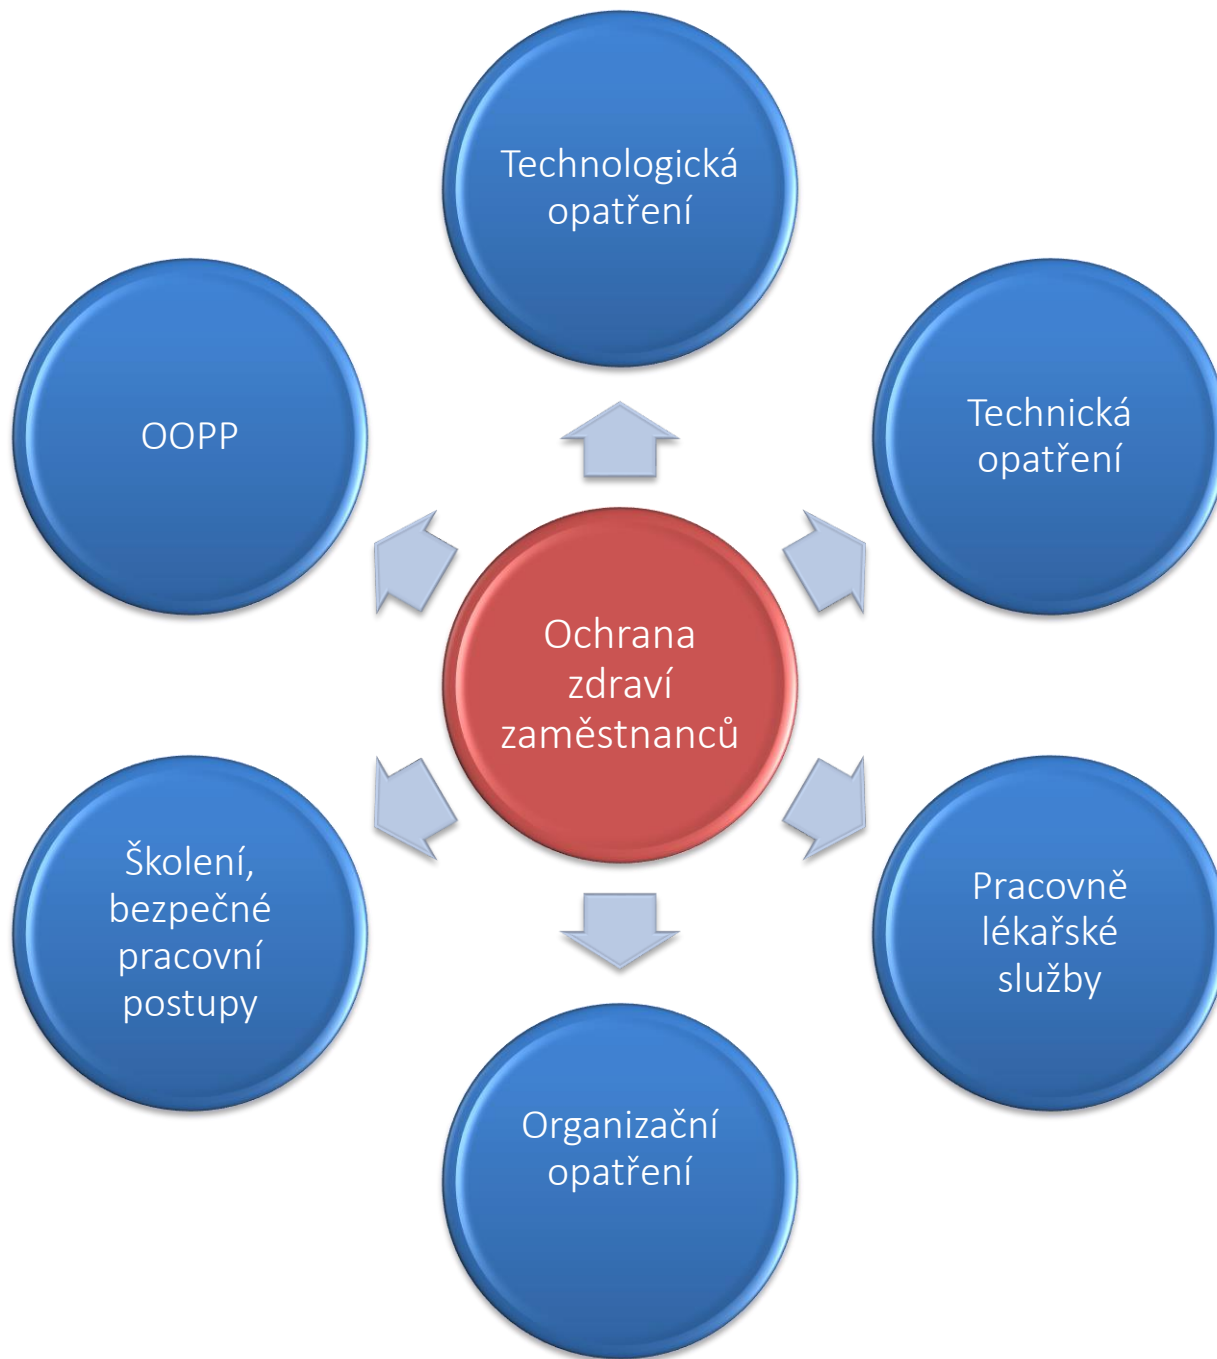 Technologická
opatření
OOPP
Technická
opatření
Ochrana
zdraví
zaměstnanců
Školení,
bezpečné
pracovní
postupy
Pracovně
lékařské
služby
Organizační
opatření